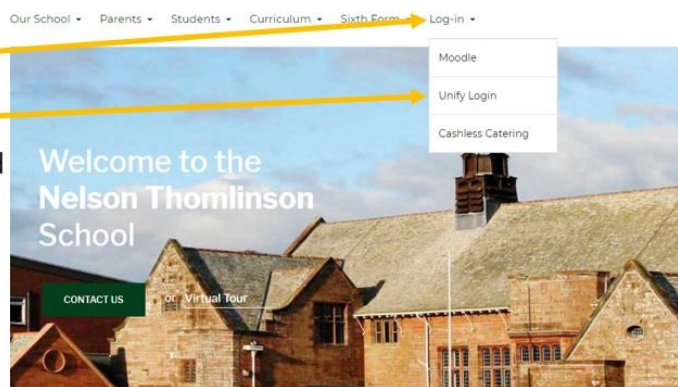 Our School Parents Students Curriculum Sixth Form Log-in
Moodle
Unify Login
Cashless Catering
Welcome to the
Nelson Thomlinson
School
CONTACT US or Virtual Tour